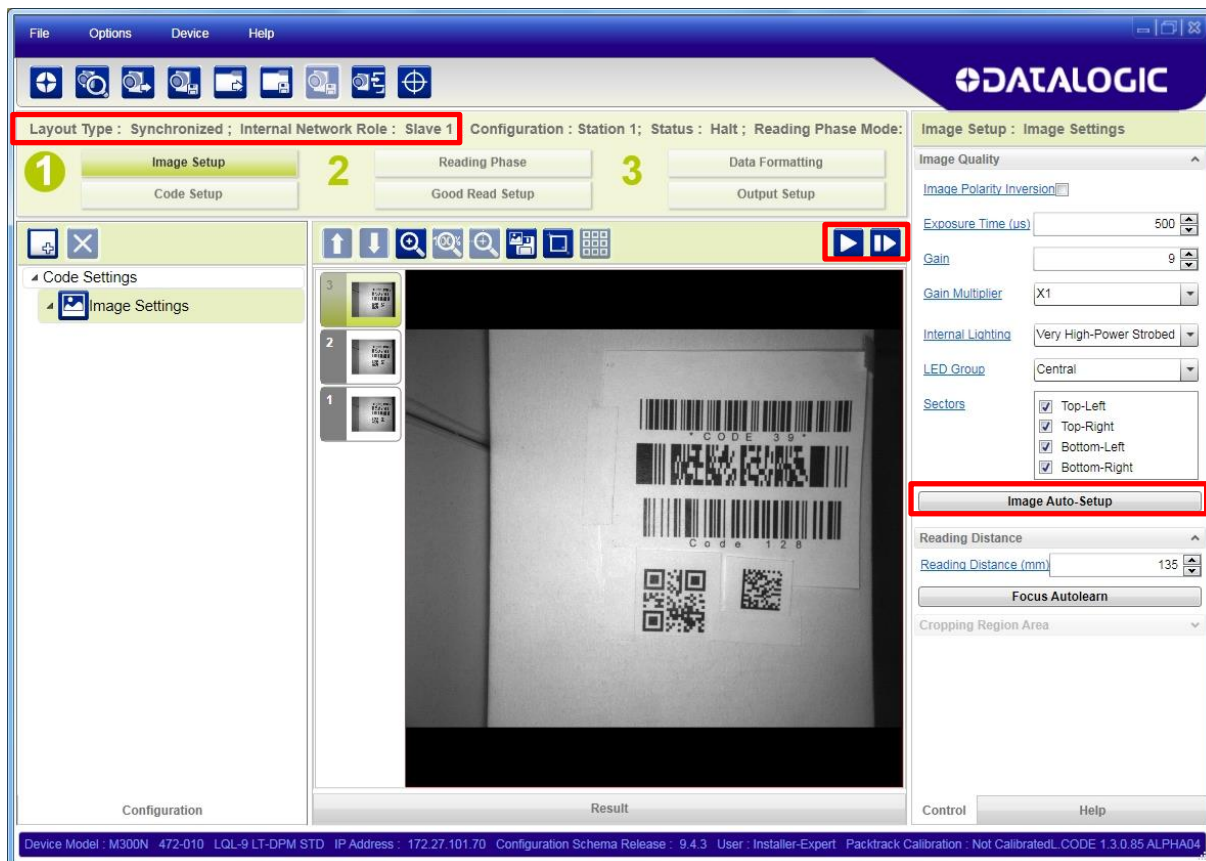 File Options Device Help
DATALOGIC
Layout Type : Synchronized ; Internal Network Role : Slave 1 Configuration : Station 1; Status : Halt ; Reading Phase Mode:
1 Image Setup 2 Reading Phase 3 Data Formatting
Code Setup Good Read Setup Output Setup
Code Settings
Image Settings
100%
3
2
1
* CODE 39 *
Code 128
Image Setup : Image Settings
Image Quality
Image Polarity Inversion
Exposure Time (us) 500
Gain 9
Gain Multiplier X1
Internal Lighting Very High-Power Strobed
LED Group Central
Sectors Top-Left
Top-Right
Bottom-Left
Bottom-Right
Image Auto-Setup
Reading Distance
Reading Distance (mm) 135
Focus Autolearn
Cropping Region Area
Configuration Result Control Help
Device Model : M300N 472-010 LQL-9 LT-DPM STD IP Address : 172.27.101.70 Configuration Schema Release : 9.4.3 User : Installer-Expert Packtrack Calibration : Not CalibratedL.CODE 1.3.0.85 ALPHA04